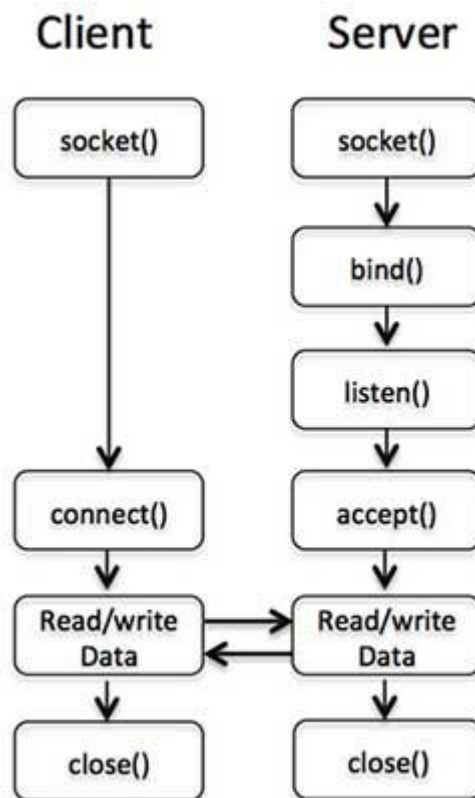 Client
Server
socket()
socket()
bind()
listen()
connect()
accept()
Read/write
Data
Read/write
Data
close()
close()